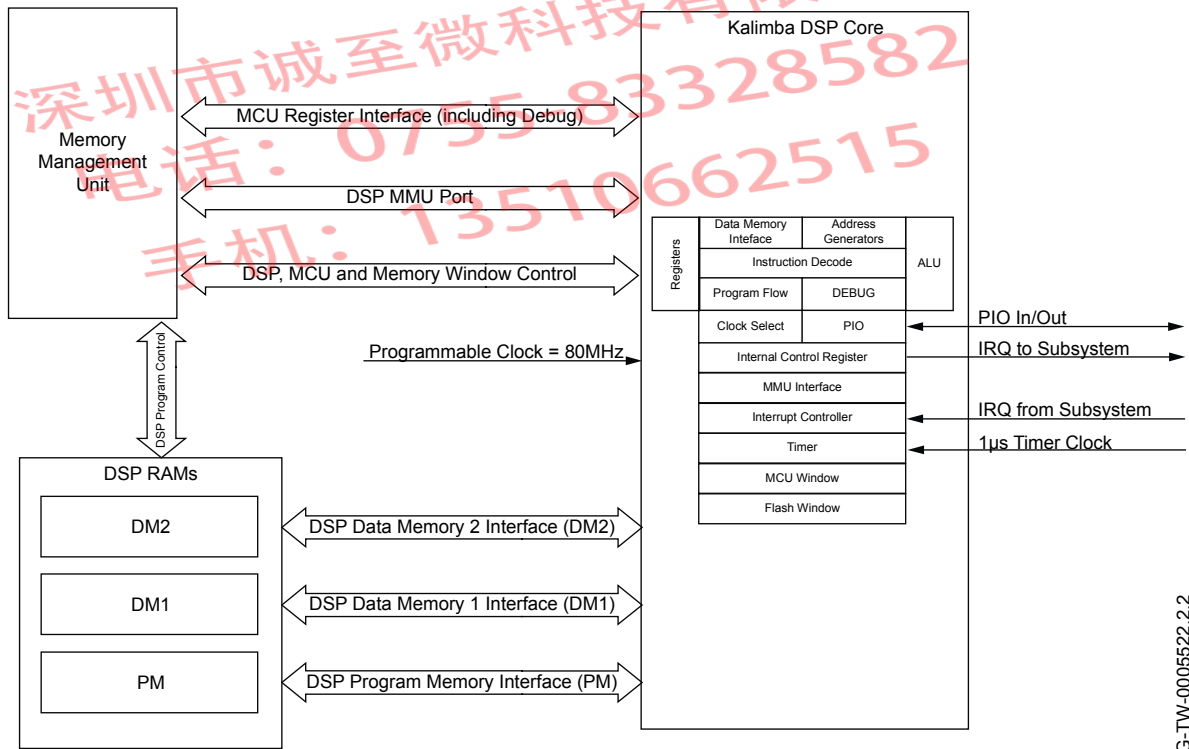 Kalimba DSP Core
深圳市诚至微科技有限
电话：0755-83328582
手机：13510662515
Memory
Management
Unit
MCU Register Interface (including Debug)
DSP MMU Port
DSP, MCU and Memory Window Control
Registers
Data Memory
Inteface
Address
Generators
Instruction Decode
ALU
Program Flow
DEBUG
Clock Select
PIO
Internal Control Register
MMU Interface
Interrupt Controller
Timer
MCU Window
Flash Window
PIO In/Out
IRQ to Subsystem
IRQ from Subsystem
1µs Timer Clock
Programmable Clock = 80MHz
DSP Program Control
DSP RAMs
DM2
DM1
PM
DSP Data Memory 2 Interface (DM2)
DSP Data Memory 1 Interface (DM1)
DSP Program Memory Interface (PM)
G-TW-0005522.2.2